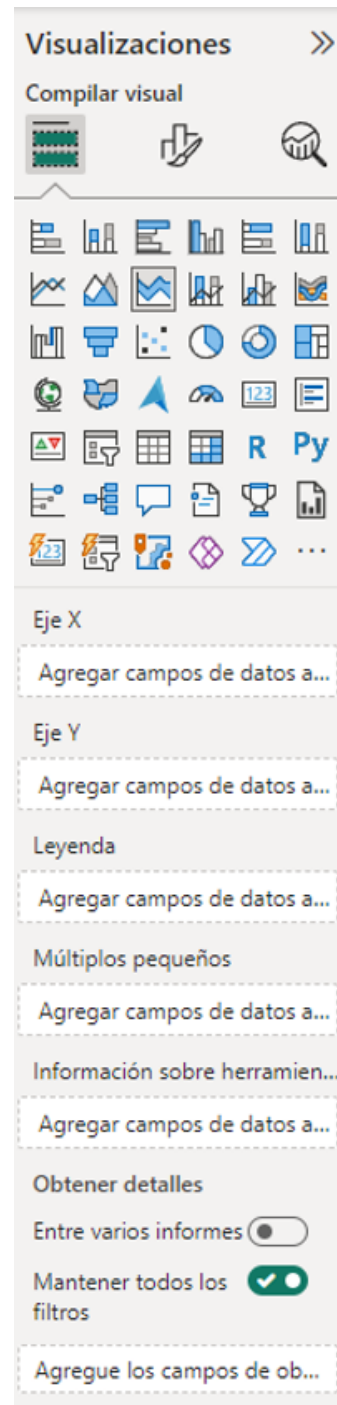 Visualizaciones
Compilar visual
123
R
Py
123
Eje X
Agregar campos de datos a...
Eje Y
Agregar campos de datos a...
Leyenda
Agregar campos de datos a...
Múltiplos pequeños
Agregar campos de datos a...
Información sobre herramien...
Agregar campos de datos a...
Obtener detalles
Entre varios informes
Mantener todos los
filtros
Agregue los campos de ob...